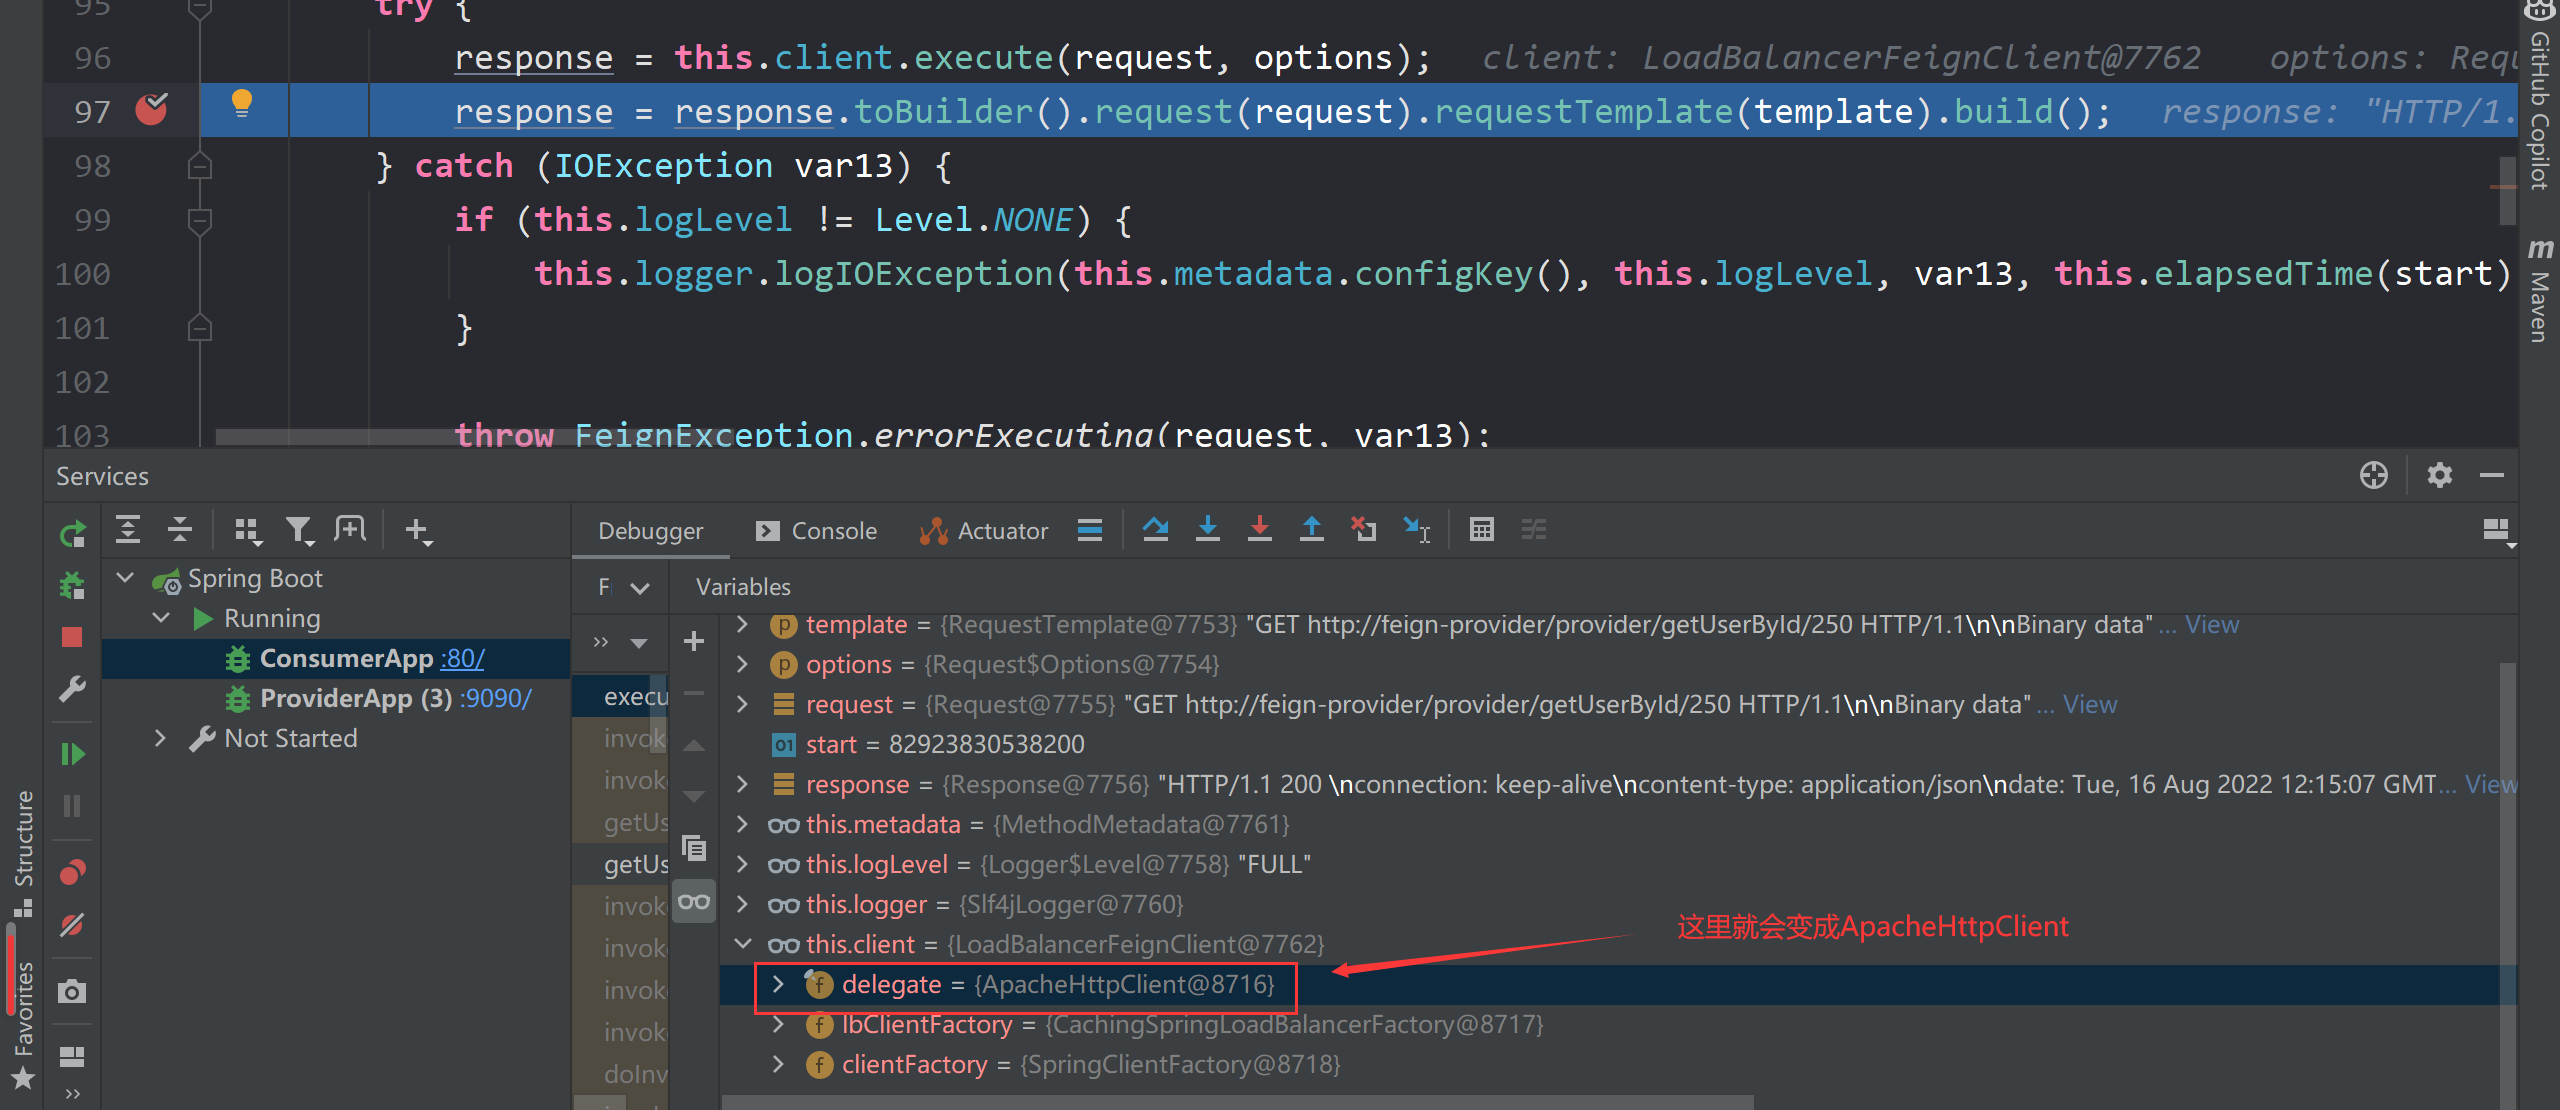 95 try {
96 response = this.client.execute(request, options); client: LoadBalancerFeignClient@7762 options: Requ
97 response = response.toBuilder().request(request).requestTemplate(template).build(); response: "HTTP/1.
98 } catch (IOException var13) {
99 if (this.logLevel != Level.NONE) {
100 this.logger.logIOException(this.metadata.configKey(), this.logLevel, var13, this.elapsedTime(start)
101 }
102
103 throw FeignException.errorExecuting(request, var13);
GitHub Copilot
m Maven
Services
Debugger Console Actuator
Spring Boot
Running
ConsumerApp :80/
ProviderApp (3) :9090/
Not Started
Structure
Favorites
F
Variables
execu
invoke
invoke
getUs
getUs
invoke
invoke
invoke
invoke
doInv
template = {RequestTemplate@7753} "GET http://feign-provider/provider/getUserById/250 HTTP/1.1\n\nBinary data"... View
options = {Request$Options@7754}
request = {Request@7755} "GET http://feign-provider/provider/getUserById/250 HTTP/1.1\n\nBinary data"... View
start = 82923830538200
response = {Response@7756} "HTTP/1.1 200 \nconnection: keep-alive\ncontent-type: application/json\ndate: Tue, 16 Aug 2022 12:15:07 GMT... View
this.metadata = {MethodMetadata@7761}
this.logLevel = {Logger$Level@7758} "FULL"
this.logger = {Slf4jLogger@7760}
this.client = {LoadBalancerFeignClient@7762}
这里就会变成ApacheHttpClient
delegate = {ApacheHttpClient@8716}
lbClientFactory = {CachingSpringLoadBalancerFactory@8717}
clientFactory = {SpringClientFactory@8718}